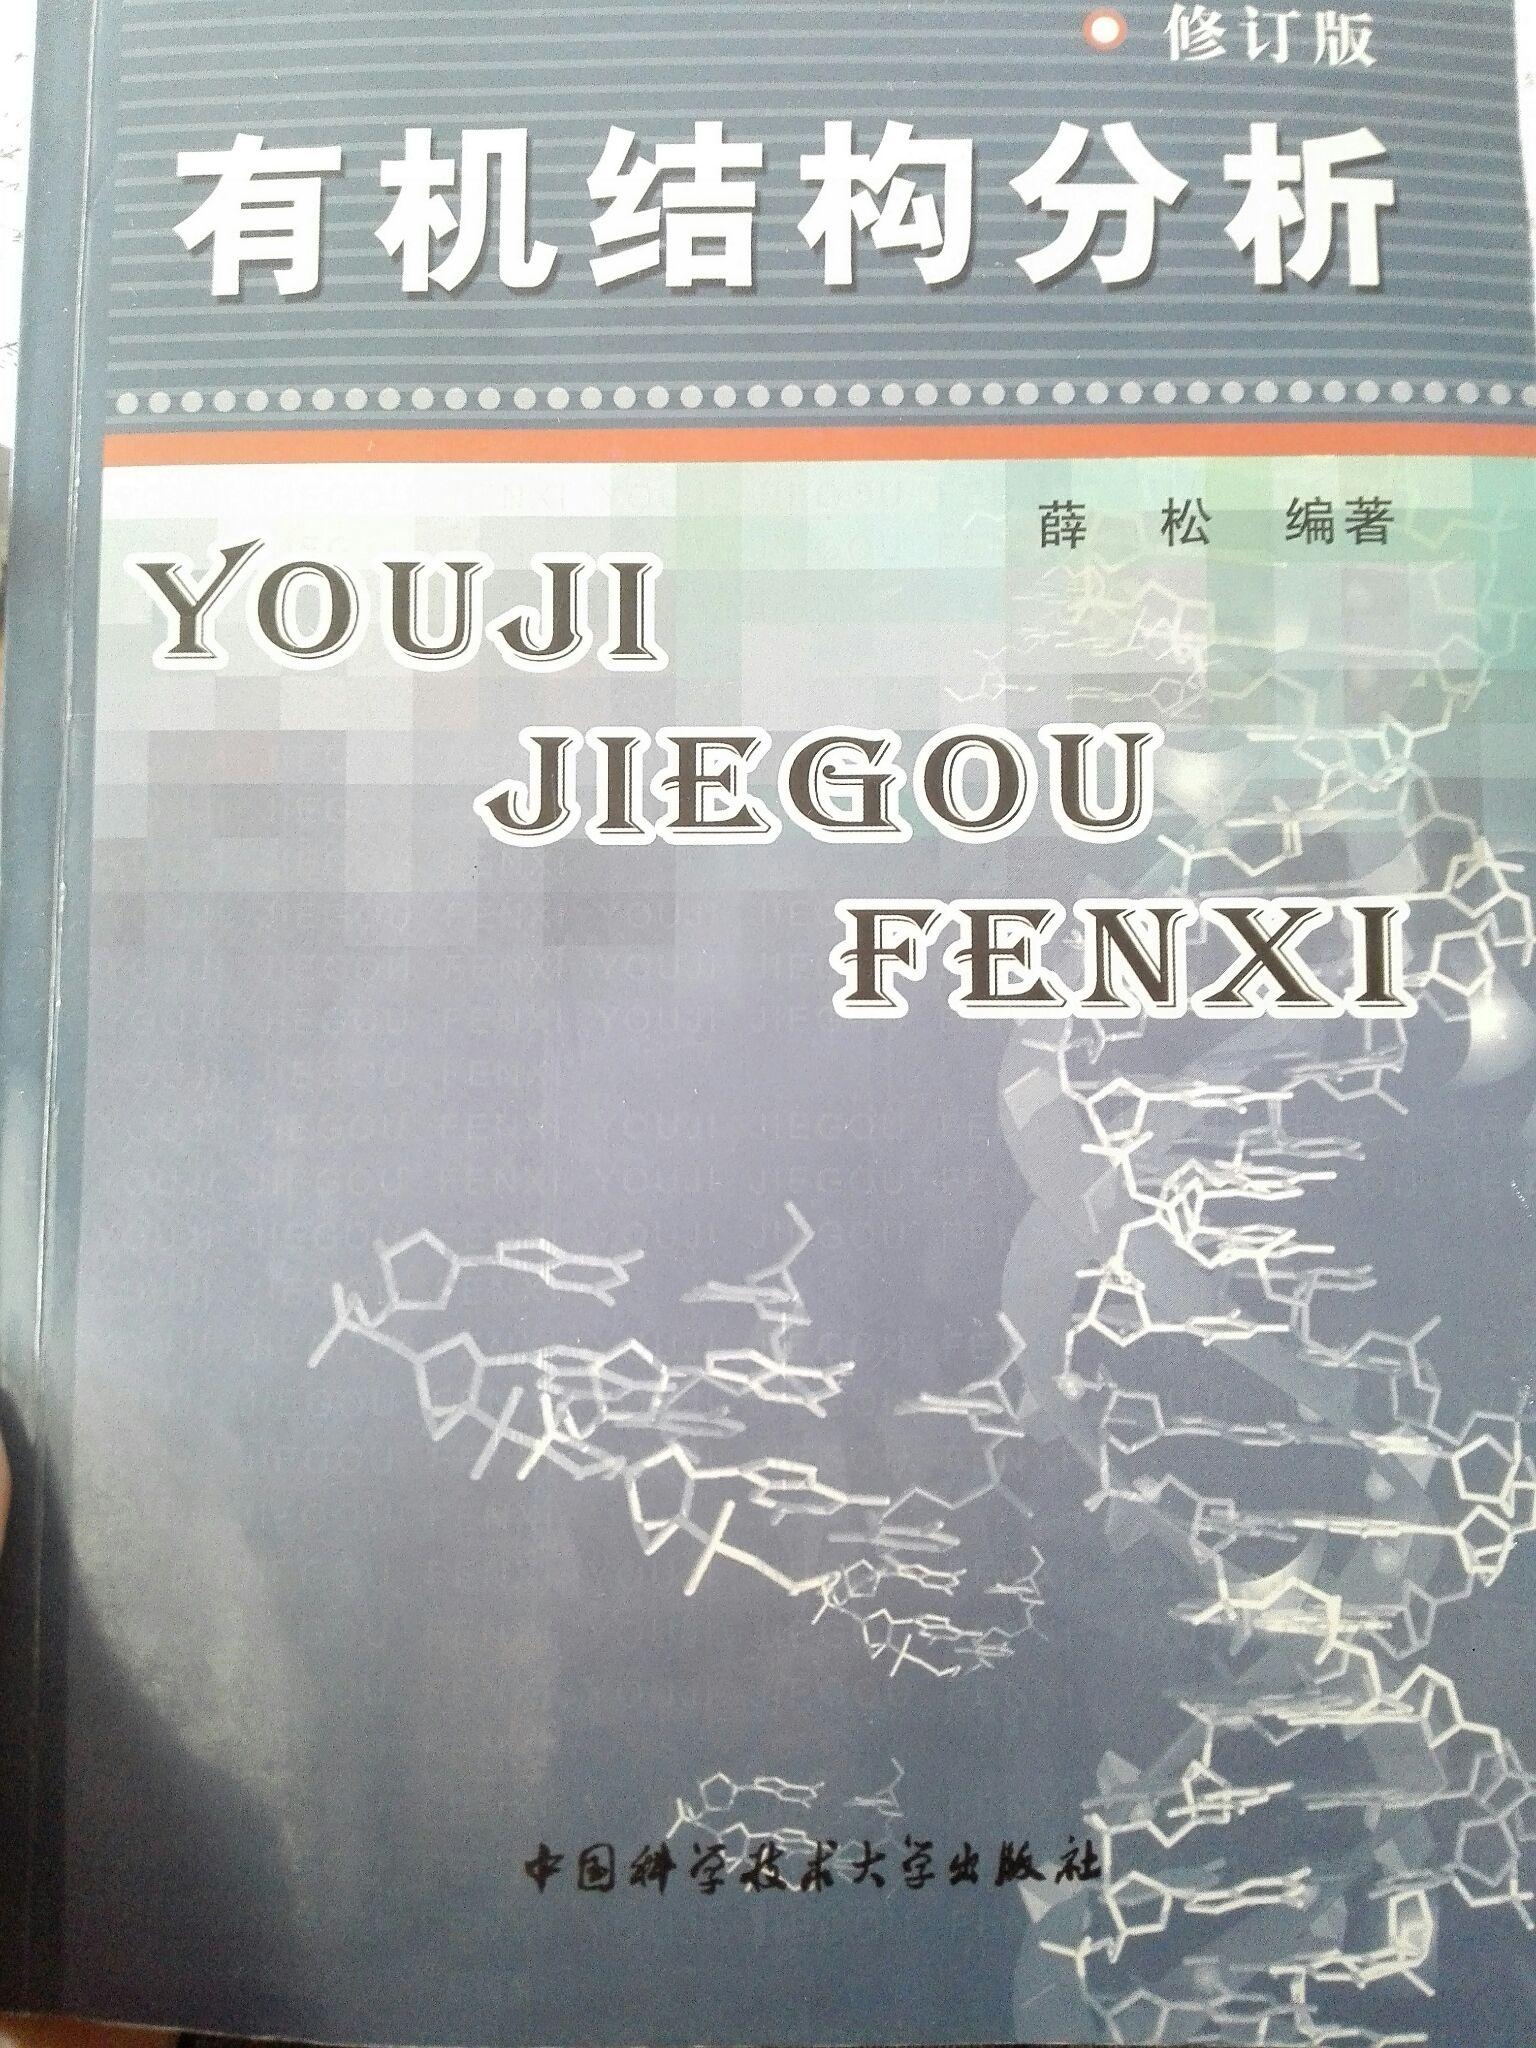 修订版
有机结构分析
薛 松 编著
YOUJI
JIEGOU
FENXI
中国科学技术大学出版社